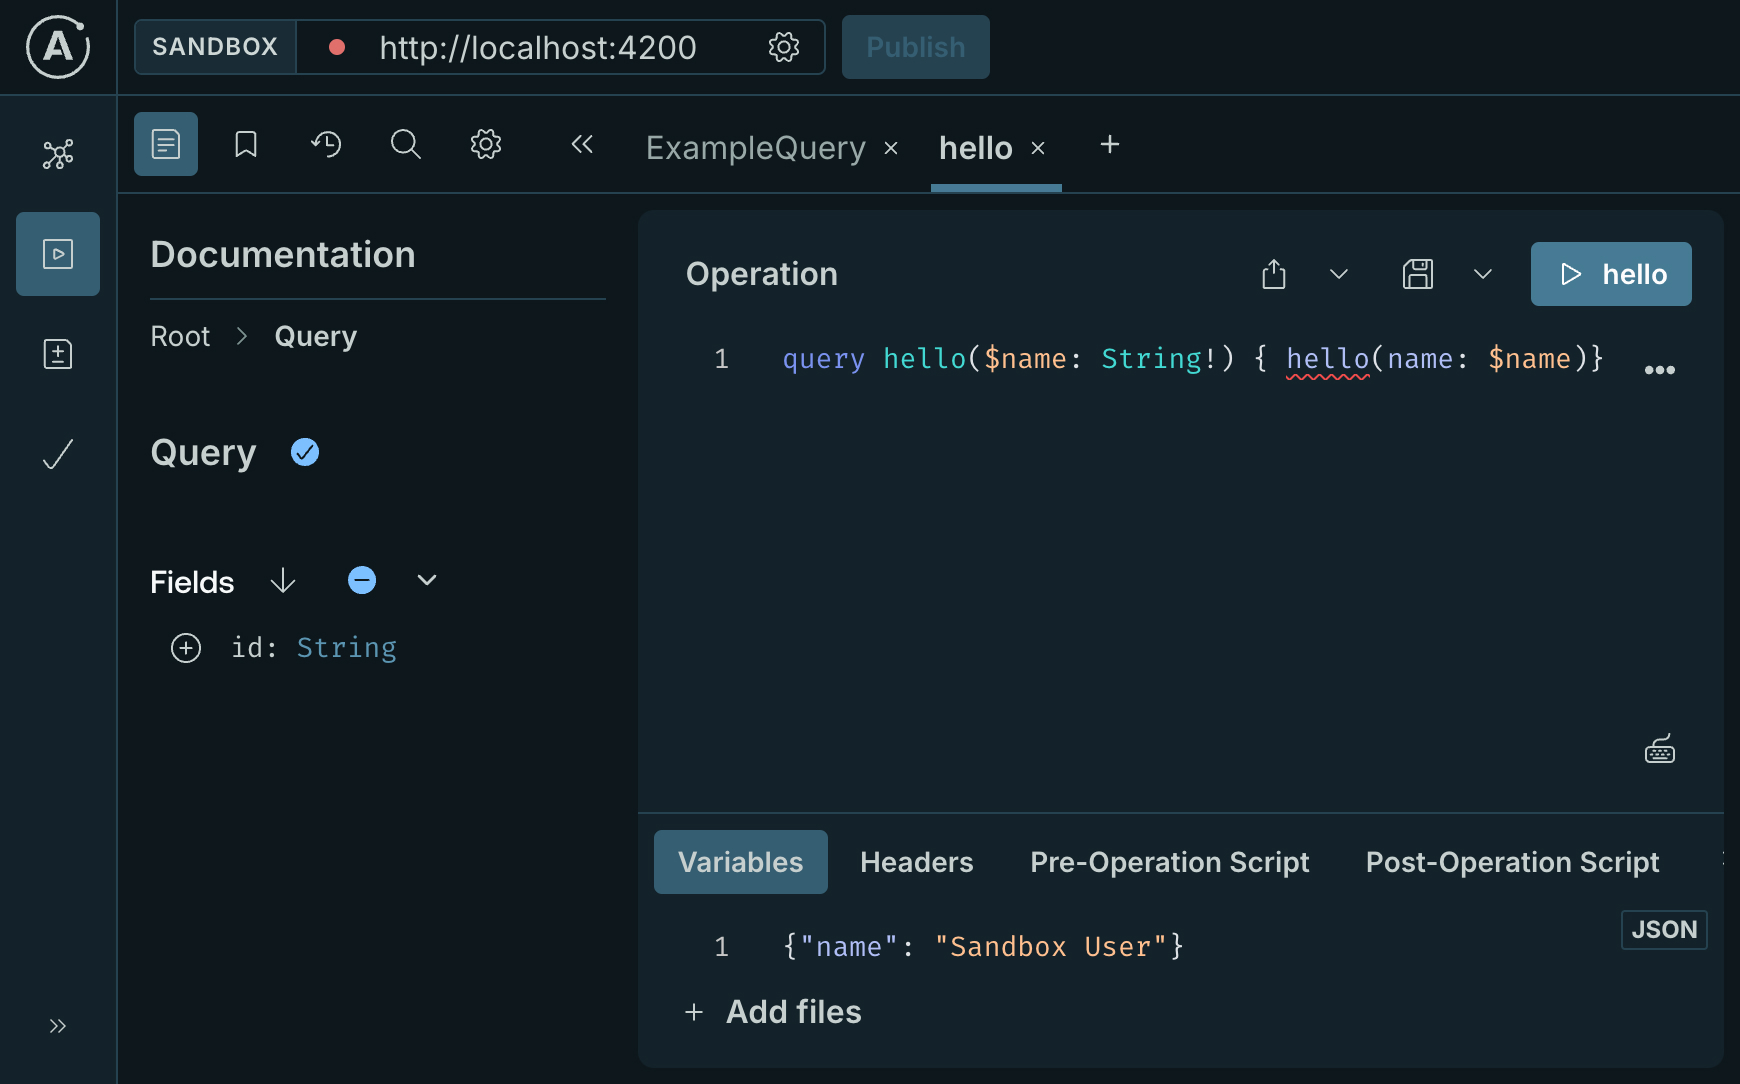 SANDBOX http://localhost:4200 Publish
ExampleQuery hello
Documentation
Root Query
Query
Fields
id: String
Operation hello
1 query hello($name: String!) { hello(name: $name)}
Variables Headers Pre-Operation Script Post-Operation Script
JSON
1 {"name": "Sandbox User"}
+ Add files